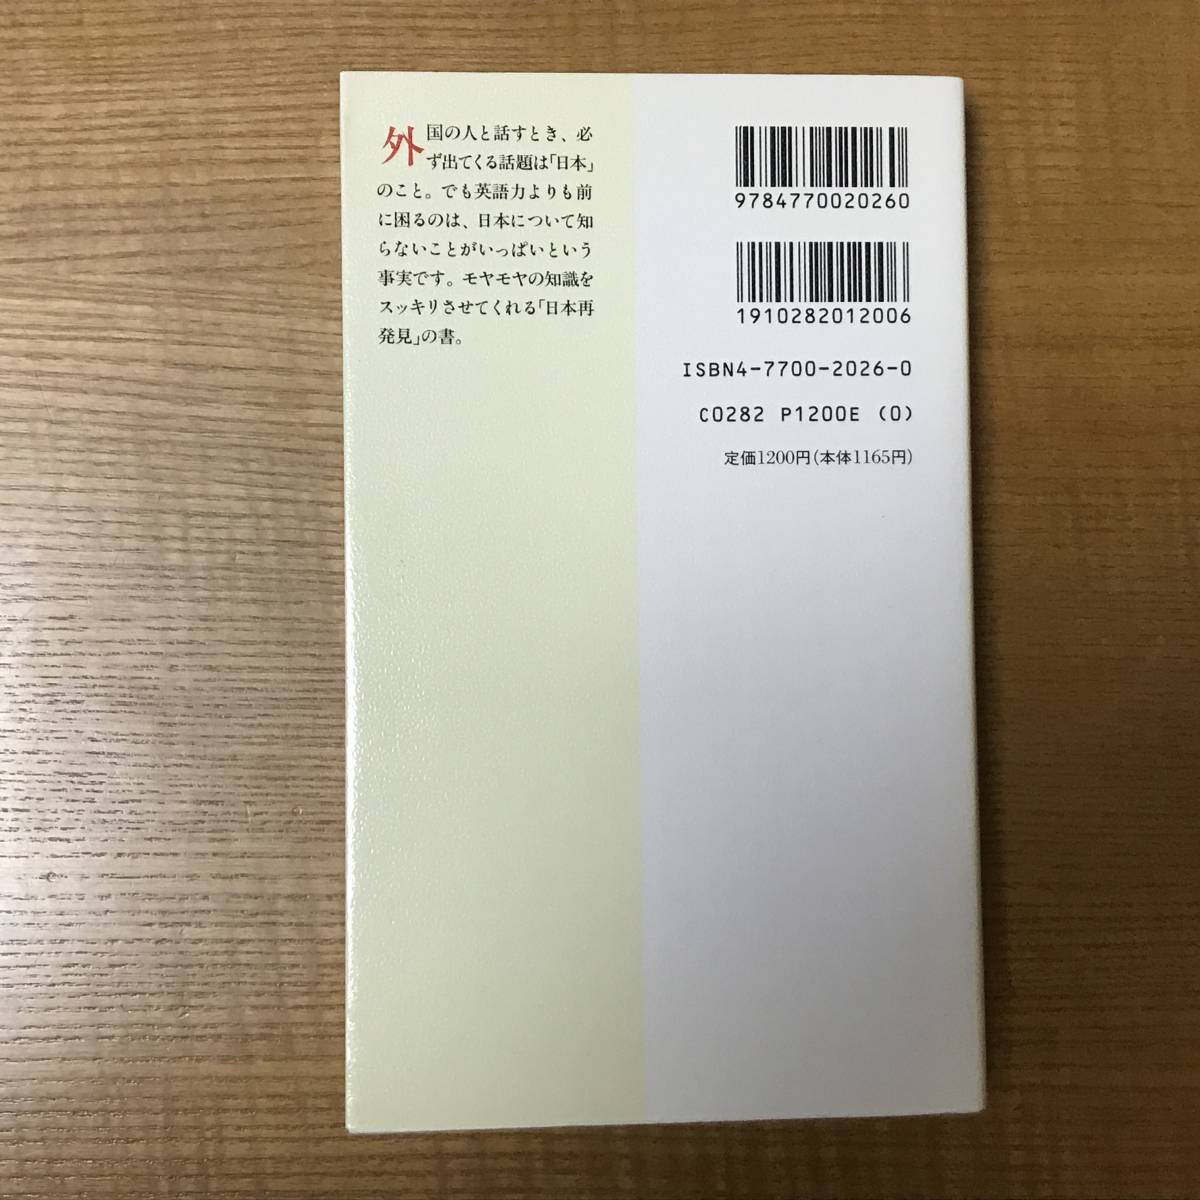 外国の人と話すとき、必
ず出てくる話題は「日本」
のこと。でも英語力よりも前
に困るのは、日本について知
らないことがいっぱいという
事実です。モヤモヤの知識を
スッキリさせてくれる「日本再
発見」の書。
9784770020260
1910282012006
ISBN4-7700-2026-0
C0282 P1200E (0)
定価1200円(本体1165円)